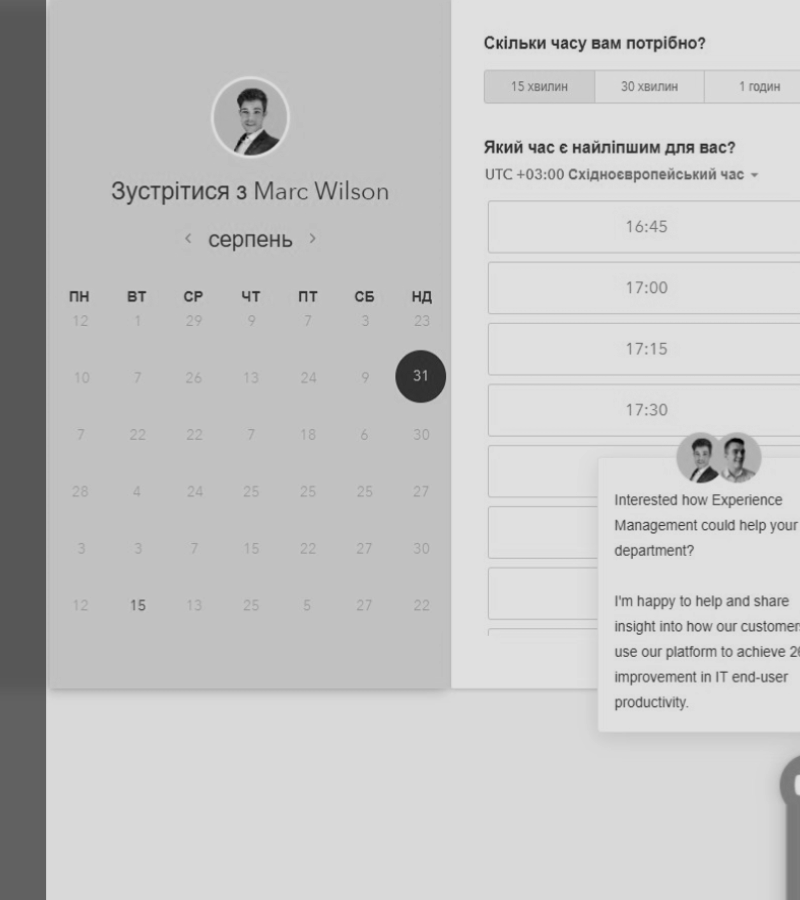 Зустрітися з Marc Wilson
серпень
ПН ВТ СР ЧТ ПТ СБ НД
12 1 29 9 7 3 23
10 7 26 13 24 9 31
7 22 22 7 18 6 30
28 4 24 25 25 25 27
3 3 7 15 22 27 30
12 15 13 25 5 27 22
Скільки часу вам потрібно?
15 хвилин 30 хвилин 1 годин
Який час є найліпшим для вас?
UTC +03:00 Східноєвропейський час
16:45
17:00
17:15
17:30
Interested how Experience
Management could help your
department?
I'm happy to help and share
insight into how our customers
use our platform to achieve
improvement in IT end-user
productivity.